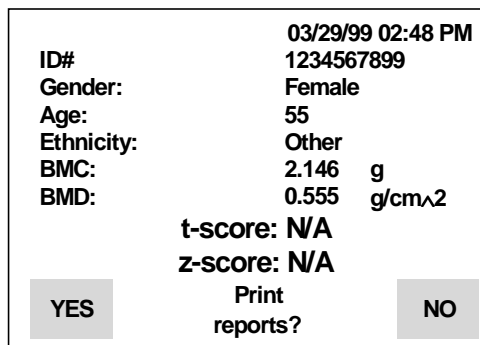 03/29/99 02:48 PM
ID# 1234567899
Gender: Female
Age: 55
Ethnicity: Other
BMC: 2.146 g
BMD: 0.555 g/cm^2
t-score: N/A
z-score: N/A
YES Print reports? NO